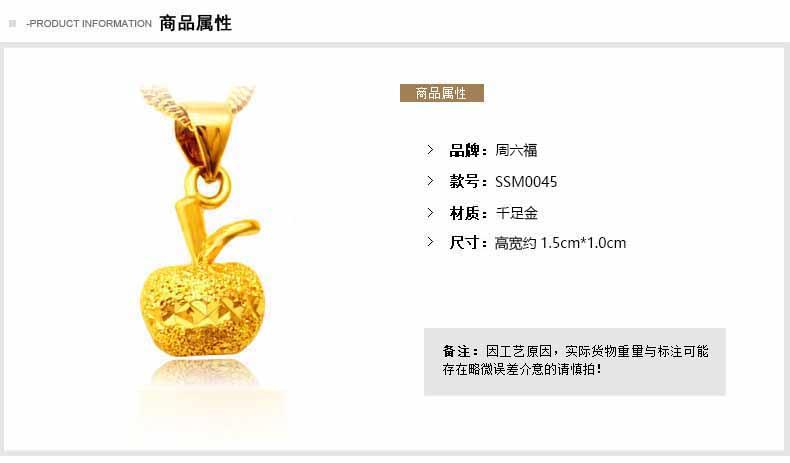 -PRODUCT INFORMATION 商品属性
商品属性
品牌：周六福
款号：SSM0045
材质：千足金
尺寸：高宽约 1.5cm*1.0cm
备注：因工艺原因，实际货物重量与标注可能
存在略微误差介意的请慎拍！